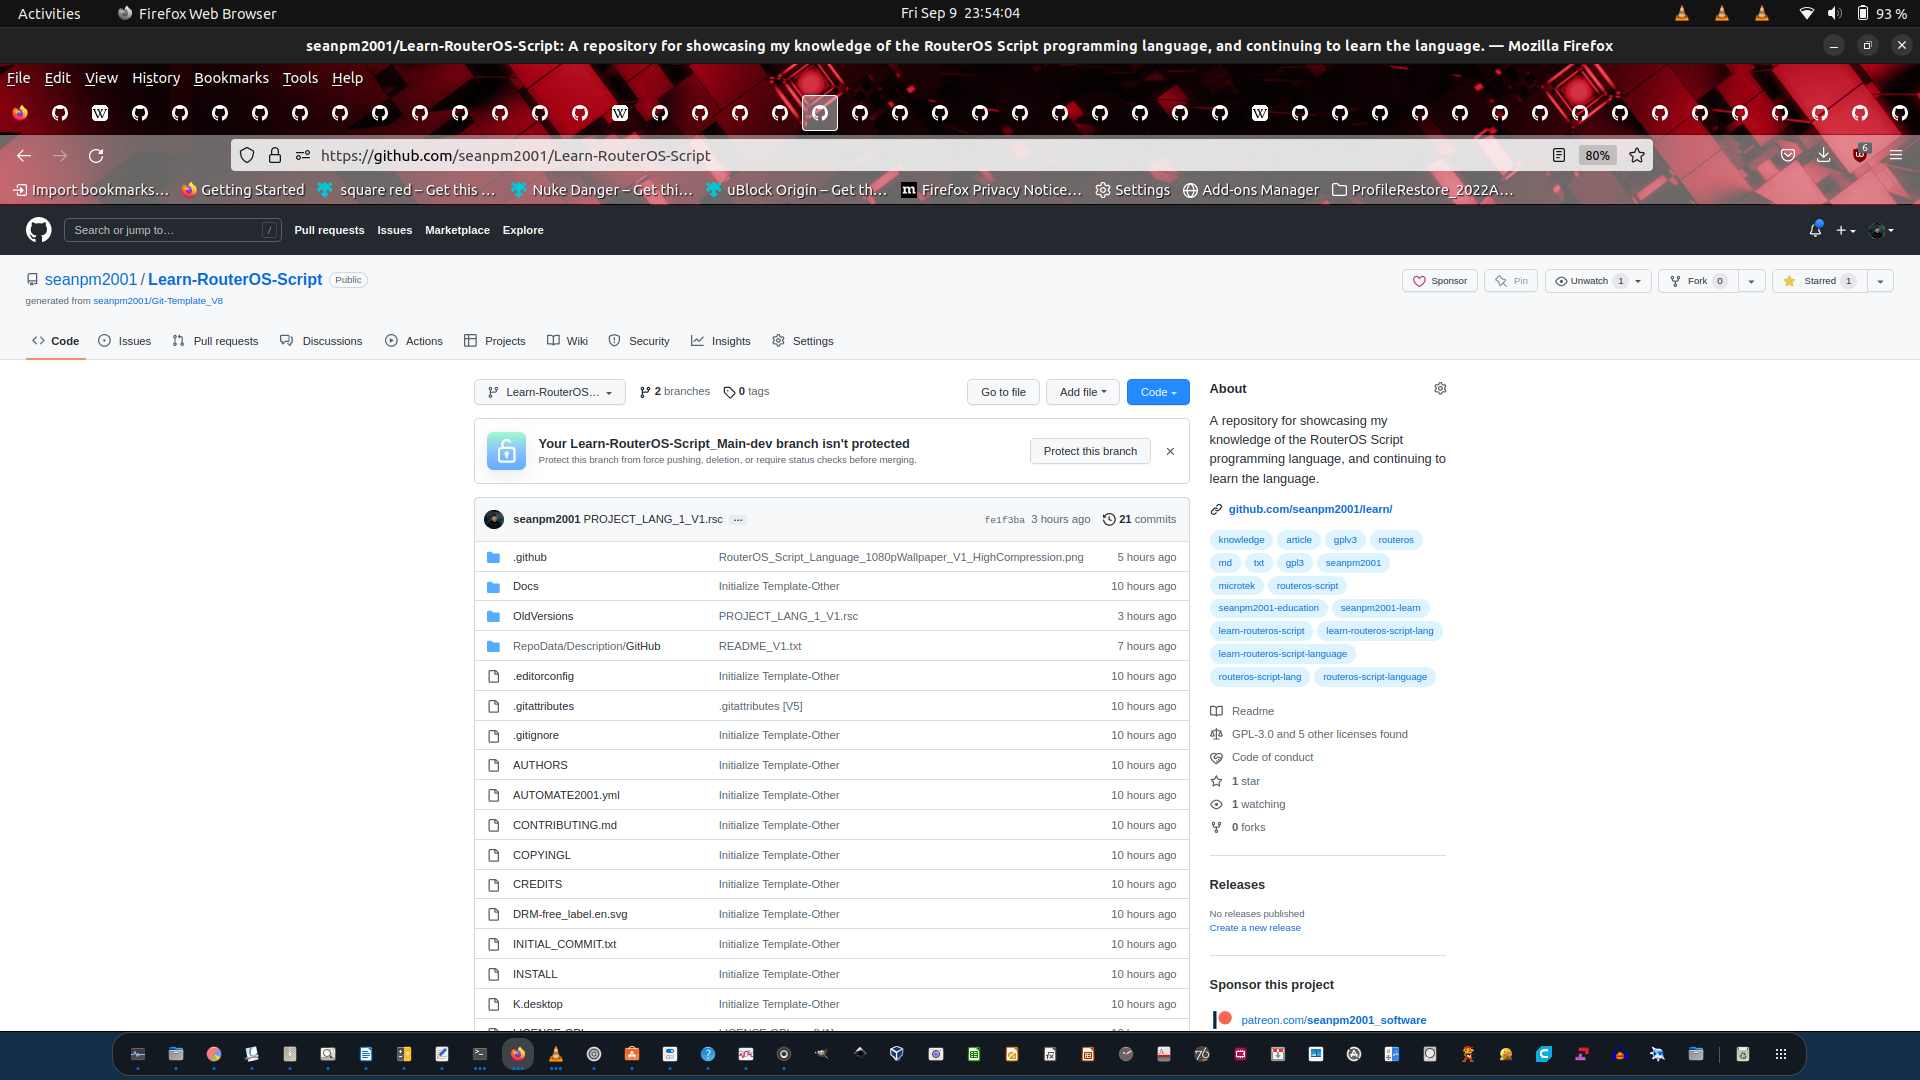 Activities
Firefox Web Browser
Fri Sep 9 23:54:04
93 %
seanpm2001/Learn-RouterOS-Script: A repository for showcasing my knowledge of the RouterOS Script programming language, and continuing to learn the language. — Mozilla Firefox
File Edit View History Bookmarks Tools Help
https://github.com/seanpm2001/Learn-RouterOS-Script
80%
6
Import bookmarks…
Getting Started
square red – Get this …
Nuke Danger – Get thi…
uBlock Origin – Get th…
Firefox Privacy Notice…
Settings
Add-ons Manager
ProfileRestore_2022A…
Search or jump to…
/
Pull requests
Issues
Marketplace
Explore
seanpm2001 / Learn-RouterOS-Script
Public
generated from seanpm2001/Git-Template_V8
Sponsor
Pin
Unwatch 1
Fork 0
Starred 1
Code
Issues
Pull requests
Discussions
Actions
Projects
Wiki
Security
Insights
Settings
Learn-RouterOS…
2 branches
0 tags
Go to file
Add file
Code
Your Learn-RouterOS-Script_Main-dev branch isn't protected
Protect this branch from force pushing, deletion, or require status checks before merging.
Protect this branch
seanpm2001 PROJECT_LANG_1_V1.rsc … fe1f3ba 3 hours ago 21 commits
.github RouterOS_Script_Language_1080pWallpaper_V1_HighCompression.png 5 hours ago
Docs Initialize Template-Other 10 hours ago
OldVersions PROJECT_LANG_1_V1.rsc 3 hours ago
RepoData/Description/GitHub README_V1.txt 7 hours ago
.editorconfig Initialize Template-Other 10 hours ago
.gitattributes .gitattributes [V5] 10 hours ago
.gitignore Initialize Template-Other 10 hours ago
AUTHORS Initialize Template-Other 10 hours ago
AUTOMATE2001.yml Initialize Template-Other 10 hours ago
CONTRIBUTING.md Initialize Template-Other 10 hours ago
COPYINGL Initialize Template-Other 10 hours ago
CREDITS Initialize Template-Other 10 hours ago
DRM-free_label.en.svg Initialize Template-Other 10 hours ago
INITIAL_COMMIT.txt Initialize Template-Other 10 hours ago
INSTALL Initialize Template-Other 10 hours ago
K.desktop Initialize Template-Other 10 hours ago
About
A repository for showcasing my
knowledge of the RouterOS Script
programming language, and continuing to
learn the language.
github.com/seanpm2001/learn/
knowledge article gplv3 routeros
md txt gpl3 seanpm2001
microtek routeros-script
seanpm2001-education seanpm2001-learn
learn-routeros-script learn-routeros-script-lang
learn-routeros-script-language
routeros-script-lang routeros-script-language
Readme
GPL-3.0 and 5 other licenses found
Code of conduct
1 star
1 watching
0 forks
Releases
No releases published
Create a new release
Sponsor this project
patreon.com/seanpm2001_software